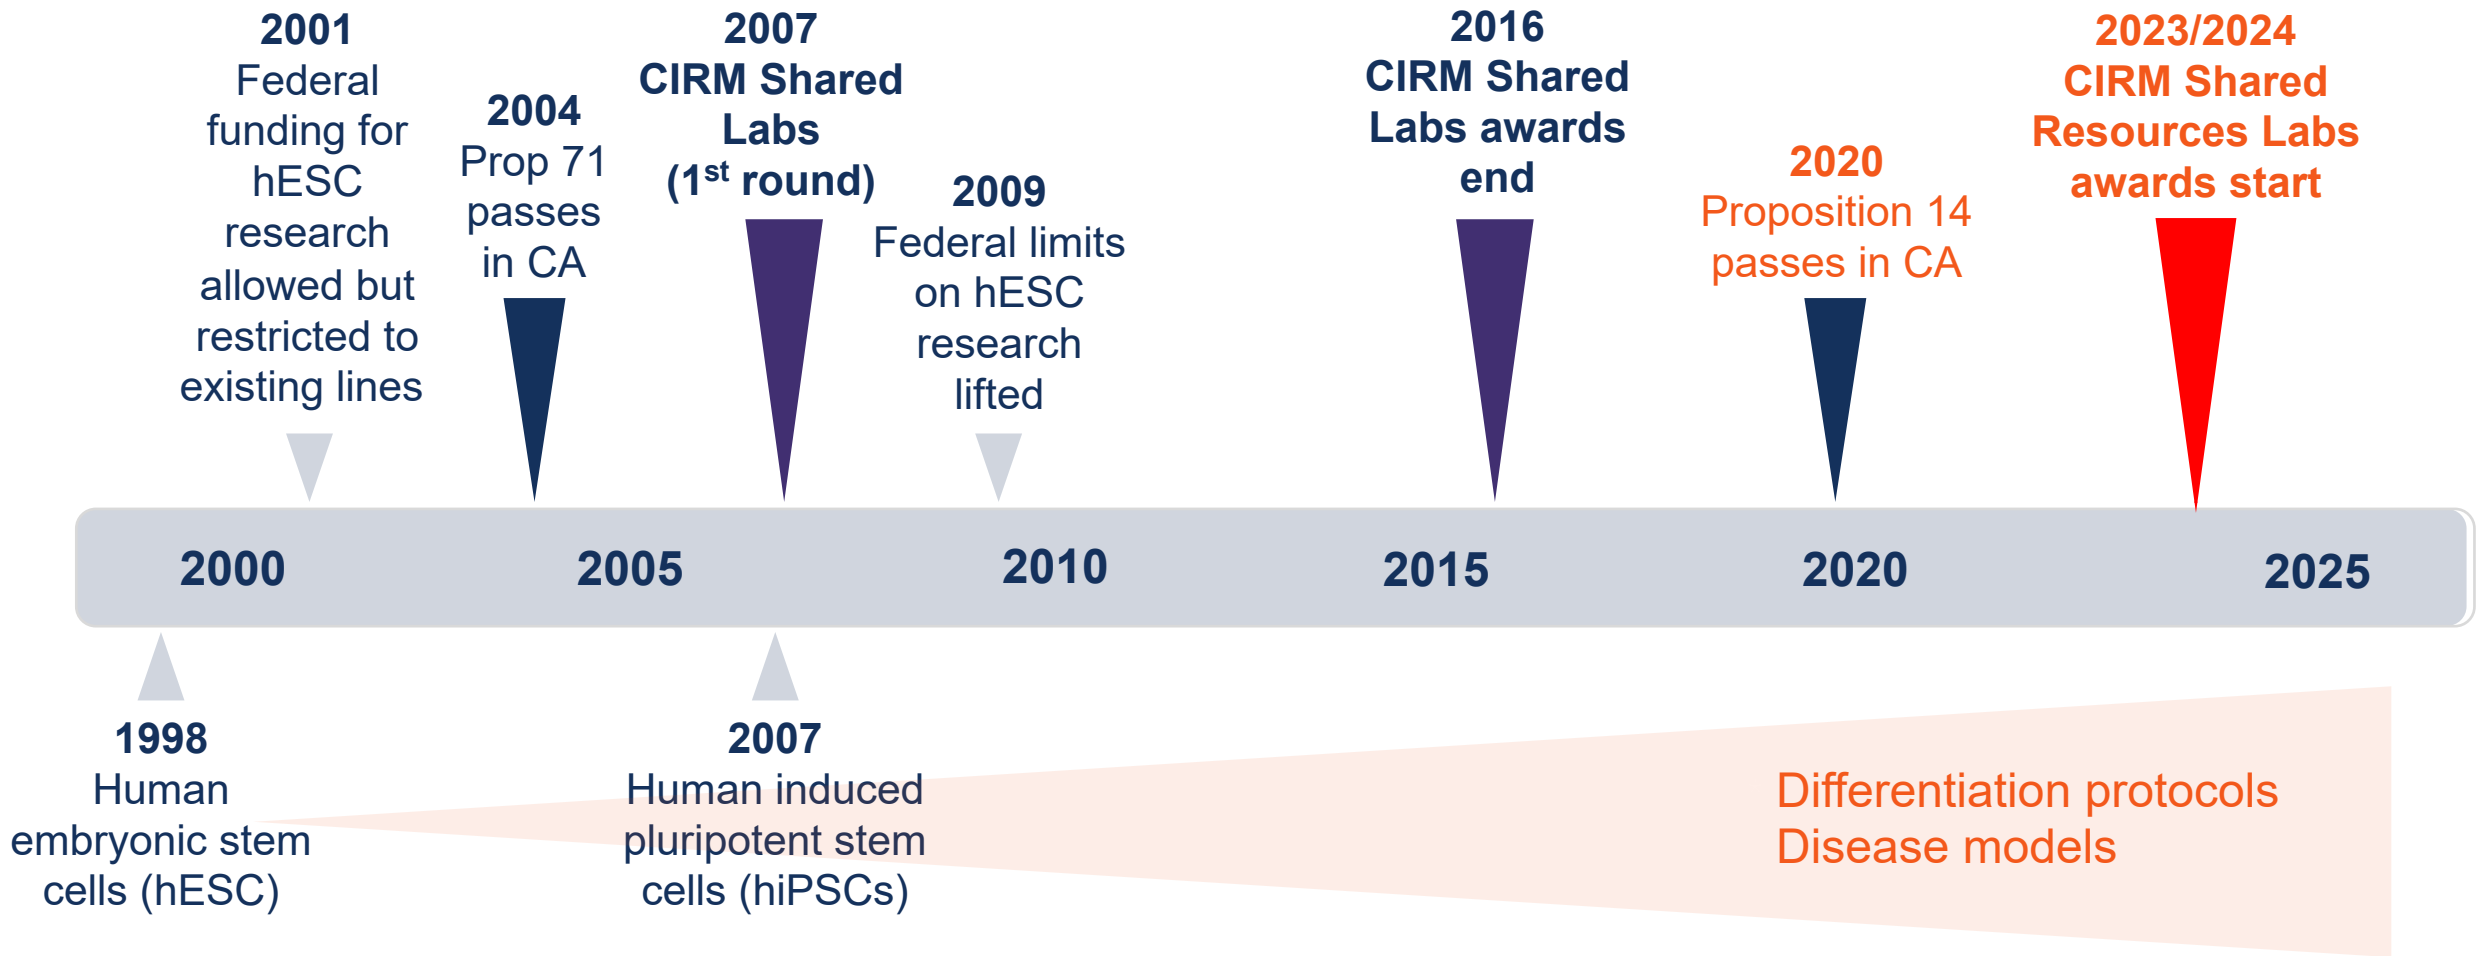 2001
Federal
funding for
hESC
research
allowed but
restricted to
existing lines
2004
Prop 71
passes
in CA
2007
CIRM Shared
Labs
(1st round)
2009
Federal limits
on hESC
research
lifted
2016
CIRM Shared
Labs awards
end
2020
Proposition 14
passes in CA
2023/2024
CIRM Shared
Resources Labs
awards start
2000
2005
2010
2015
2020
2025
1998
Human
embryonic stem
cells (hESC)
2007
Human induced
pluripotent stem
cells (hiPSCs)
Differentiation protocols
Disease models